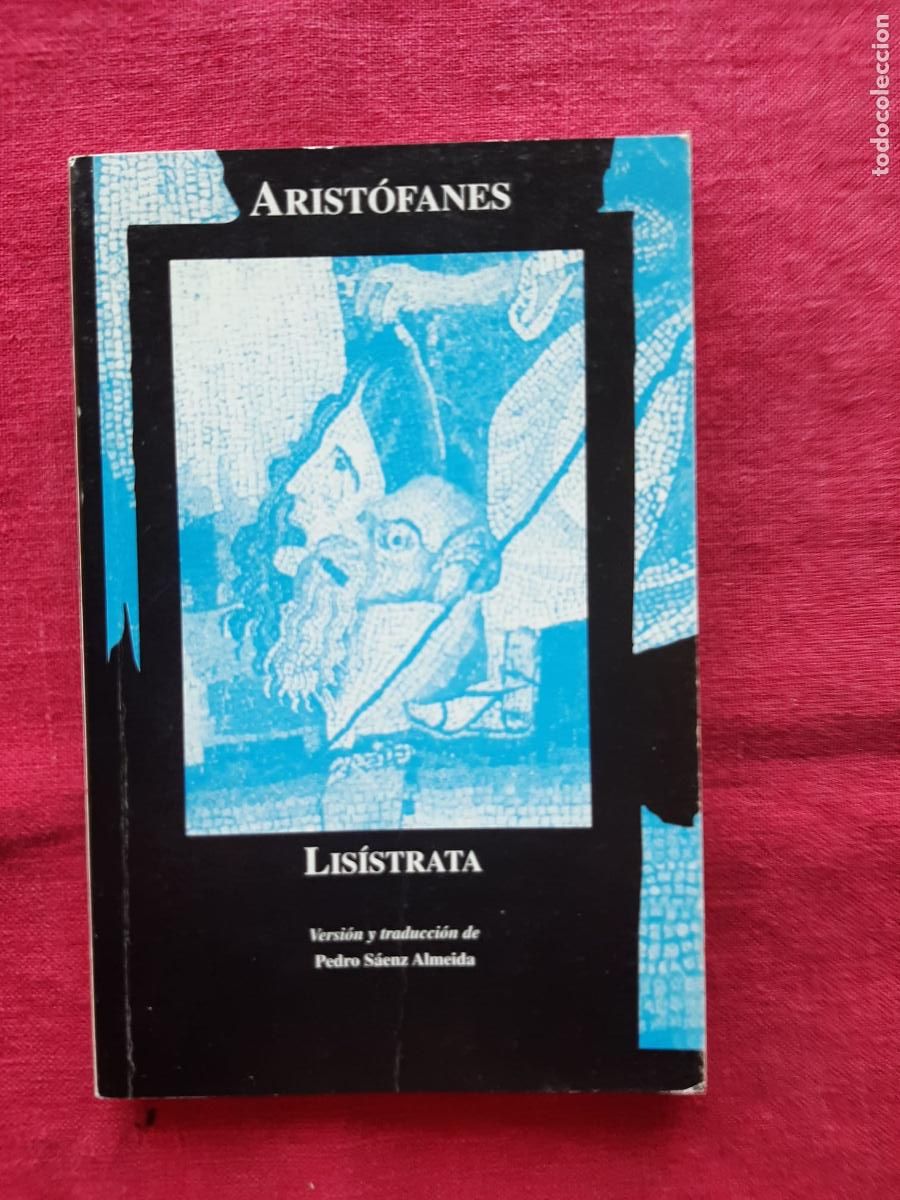 ARISTÓFANES
LISÍSTRATA
Versión y traducción de
Pedro Sáenz Almeida
todocoleccion